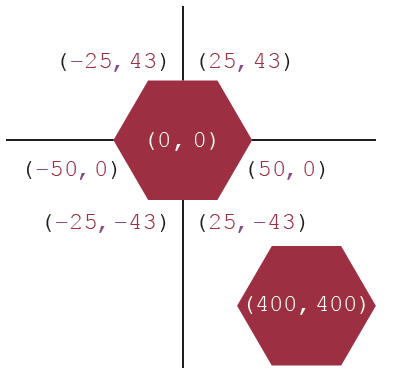 (−25, 43) (25, 43)
(0, 0)
(−50, 0) (50, 0)
(−25, −43) (25, −43)
(400, 400)